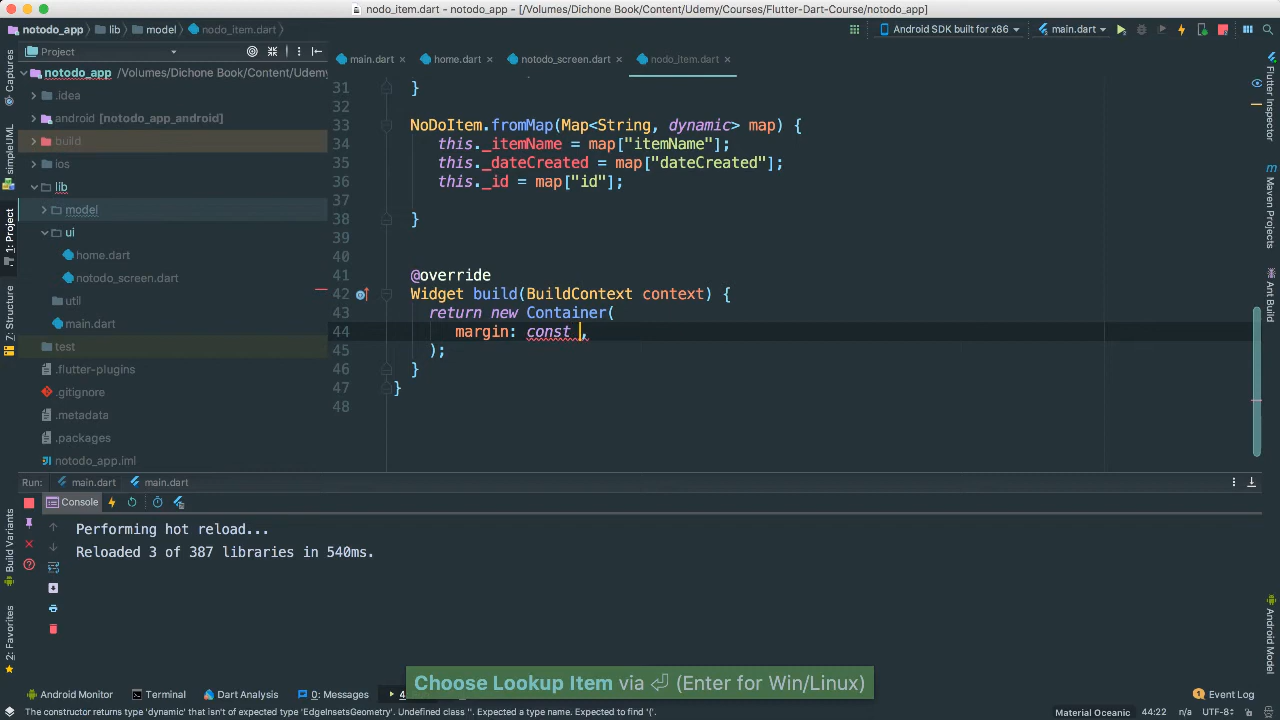 nodo_item.dart - notodo_app - [/Volumes/Dichone Book/Content/Udemy/Courses/Flutter-Dart-Course/notodo_app]
notodo_app lib model nodo_item.dart Android SDK built for x86 main.dart
Project main.dart home.dart notodo_screen.dart nodo_item.dart
notodo_app /Volumes/Dichone Book/Content/Udemy
.idea
android [notodo_app_android]
build
ios
lib
model
ui
home.dart
notodo_screen.dart
util
main.dart
test
.flutter-plugins
.gitignore
.metadata
.packages
notodo_app.iml
31 }
32
33 NoDoItem.fromMap(Map<String, dynamic> map) {
34 this._itemName = map["itemName"];
35 this._dateCreated = map["dateCreated"];
36 this._id = map["id"];
37
38 }
39
40
41 @override
42 Widget build(BuildContext context) {
43 return new Container(
44 margin: const ,
45 );
46 }
47 }
48
Captures
simpleUML
1: Project
7: Structure
Build Variants
2: Favorites
Flutter Inspector
Maven Projects
Ant Build
Android Model
Run: main.dart main.dart
Console
Performing hot reload...
Reloaded 3 of 387 libraries in 540ms.
Choose Lookup Item via ⏎ (Enter for Win/Linux)
Android Monitor Terminal Dart Analysis 0: Messages 4 Event Log
The constructor returns type 'dynamic' that isn't of expected type 'EdgeInsetsGeometry'. Undefined class ''. Expected a type name. Expected to find '('. Material Oceanic 44:22 n/a UTF-8